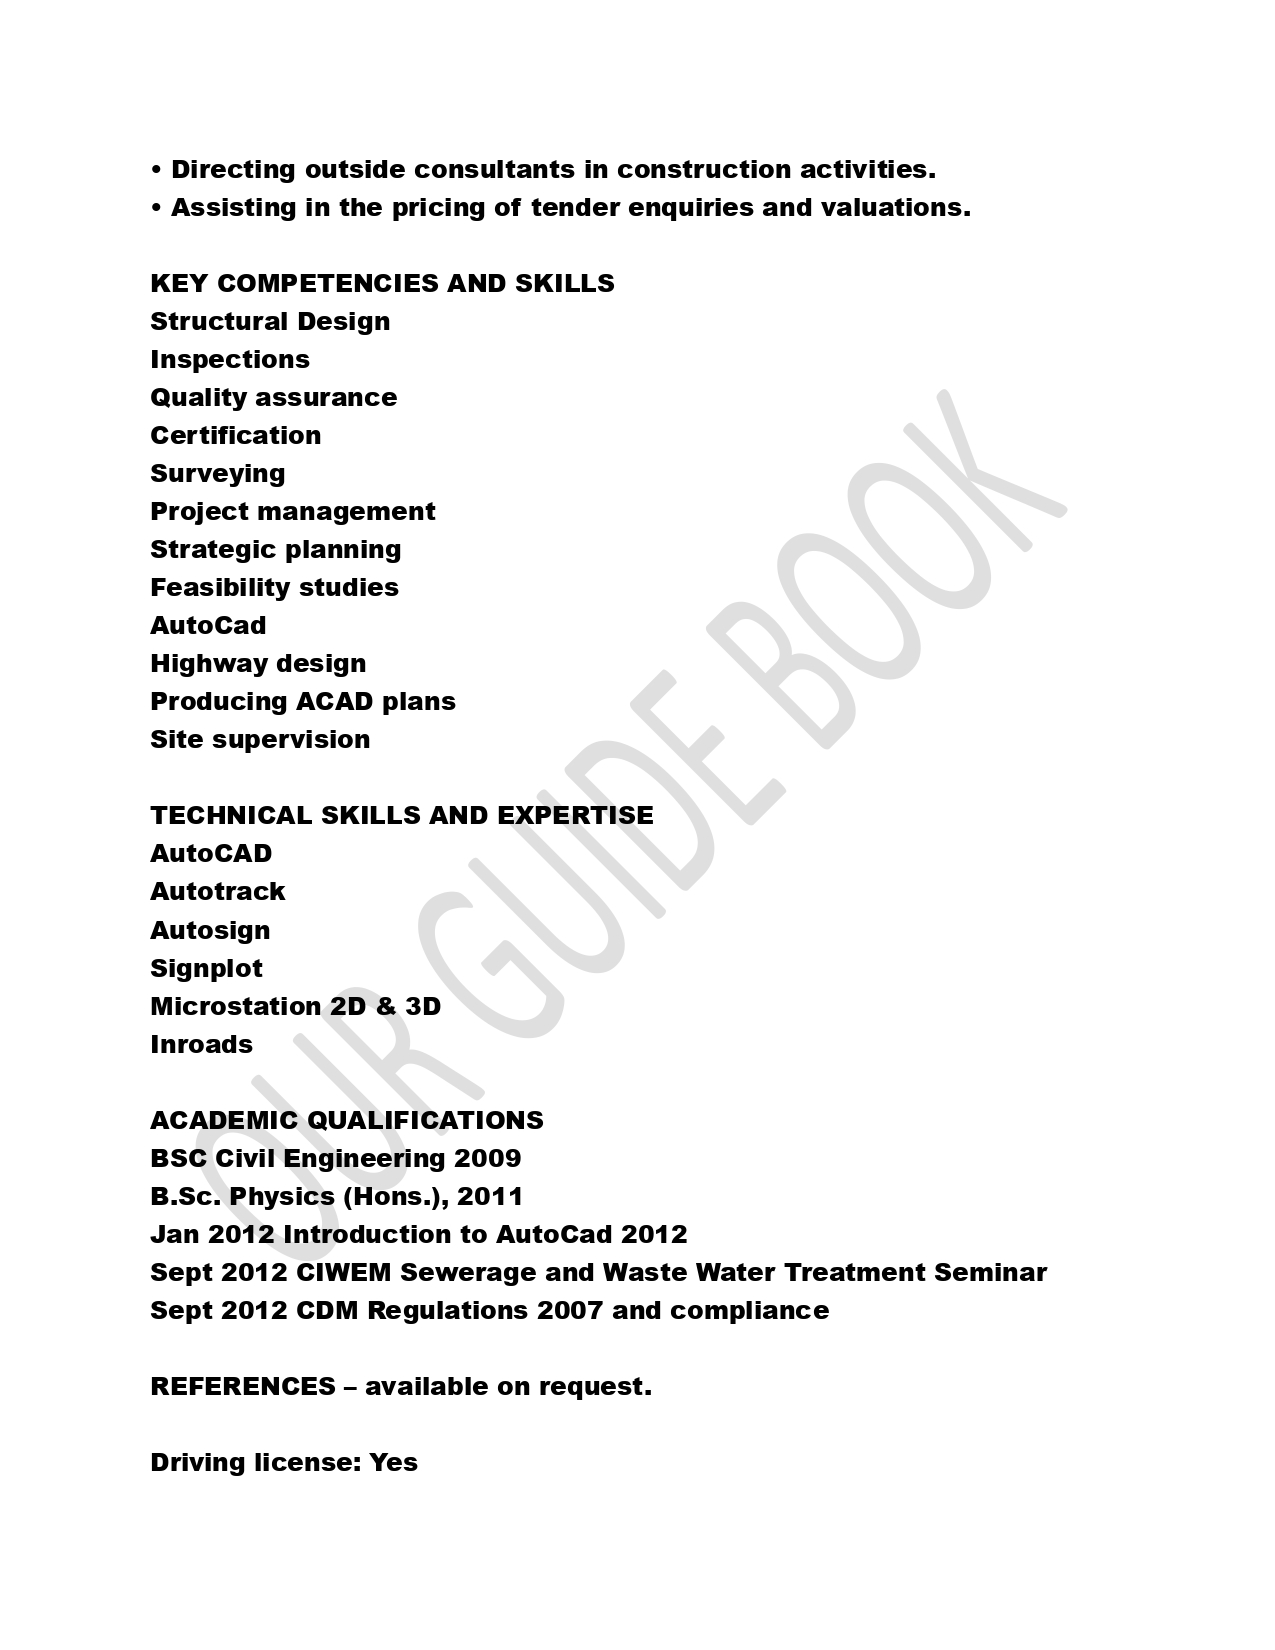 • Directing outside consultants in construction activities.
• Assisting in the pricing of tender enquiries and valuations.
KEY COMPETENCIES AND SKILLS
Structural Design
Inspections
Quality assurance
Certification
Surveying
Project management
Strategic planning
Feasibility studies
AutoCad
Highway design
Producing ACAD plans
Site supervision
TECHNICAL SKILLS AND EXPERTISE
AutoCAD
Autotrack
Autosign
Signplot
Microstation 2D & 3D
Inroads
ACADEMIC QUALIFICATIONS
BSC Civil Engineering 2009
B.Sc. Physics (Hons.), 2011
Jan 2012 Introduction to AutoCad 2012
Sept 2012 CIWEM Sewerage and Waste Water Treatment Seminar
Sept 2012 CDM Regulations 2007 and compliance
REFERENCES – available on request.
Driving license: Yes
OUR GUIDE BOOK